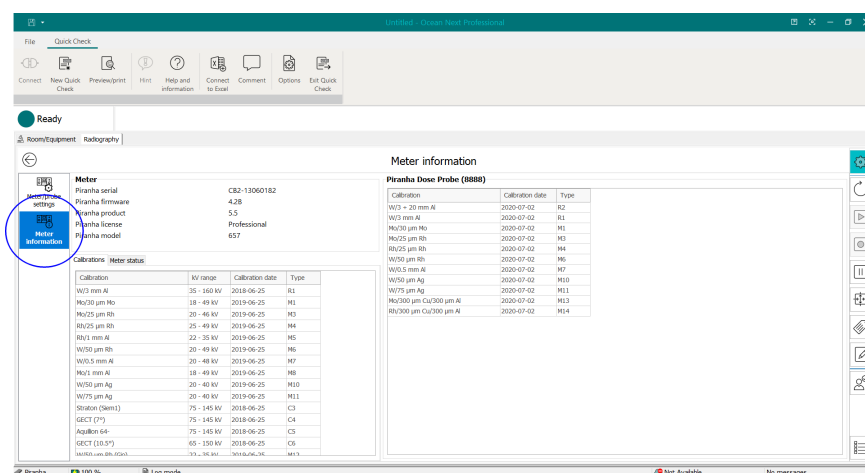 Untitled - Ocean Next Professional
File Quick Check
Connect New Quick Check Preview/print Hint Help and information Connect to Excel Comment Options Exit Quick Check
Ready
Room/Equipment Radiography
Meter information
Meter/probe settings
Meter information
Meter
Piranha serial CB2-13060182
Piranha firmware 4.2B
Piranha product 5.5
Piranha license Professional
Piranha model 657
Calibrations Meter status
Calibration kV range Calibration date Type
W/3 mm Al 35 - 160 kV 2018-06-25 R1
Mo/30 µm Mo 18 - 49 kV 2019-06-25 M1
Mo/25 µm Rh 20 - 46 kV 2019-06-25 M3
Rh/25 µm Rh 25 - 49 kV 2019-06-25 M4
Rh/1 mm Al 22 - 35 kV 2019-06-25 M5
W/50 µm Rh 20 - 49 kV 2019-06-25 M6
W/0.5 mm Al 20 - 48 kV 2019-06-25 M7
Mo/1 mm Al 18 - 49 kV 2019-06-25 M8
W/50 µm Ag 20 - 40 kV 2019-06-25 M10
W/75 µm Ag 20 - 40 kV 2019-06-25 M11
Straton (Sem1) 75 - 145 kV 2018-06-25 C3
GECT (7°) 75 - 145 kV 2018-06-25 C4
Aquilion 64- 75 - 145 kV 2018-06-25 C5
GECT (10.5°) 65 - 150 kV 2018-06-25 C6
W/50 µm Rh (Gio) 22 - 35 kV 2019-06-25 M12
Piranha Dose Probe (8888)
Calibration Calibration date Type
W/3 + 20 mm Al 2020-07-02 R2
W/3 mm Al 2020-07-02 R1
Mo/30 µm Mo 2020-07-02 M1
Mo/25 µm Rh 2020-07-02 M3
Rh/25 µm Rh 2020-07-02 M4
W/50 µm Rh 2020-07-02 M6
W/0.5 mm Al 2020-07-02 M7
W/50 µm Ag 2020-07-02 M10
W/75 µm Ag 2020-07-02 M11
Mo/300 µm Cu/300 µm Al 2020-07-02 M13
Rh/300 µm Cu/300 µm Al 2020-07-02 M14
Piranha 100 % Log mode Not Available No messages